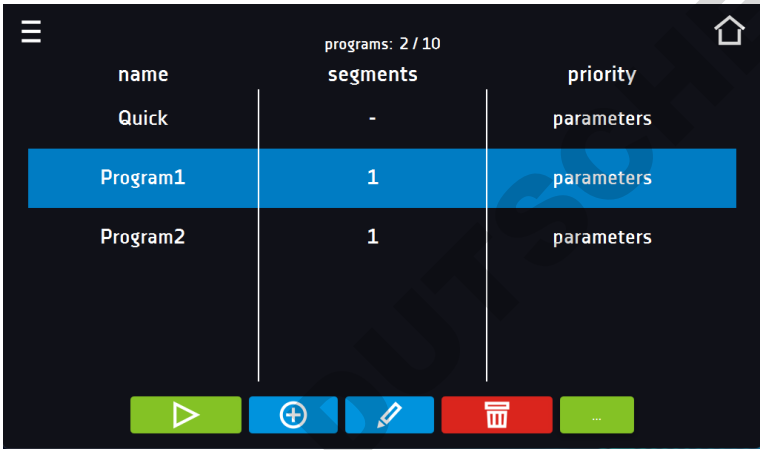 programs: 2 / 10
name segments priority
Quick - parameters
Program1 1 parameters
Program2 1 parameters
...